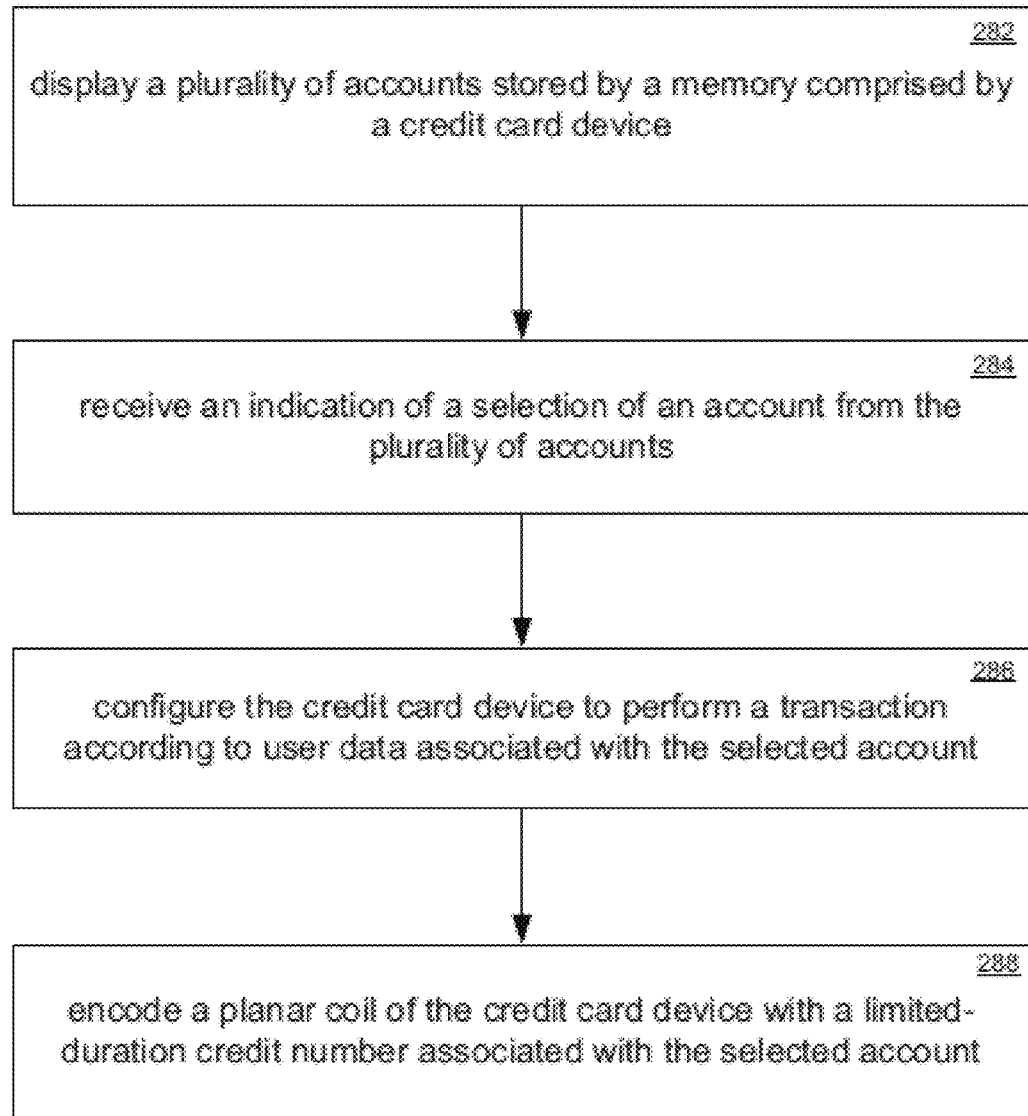 282
display a plurality of accounts stored by a memory comprised by
a credit card device
284
receive an indication of a selection of an account from the
plurality of accounts
286
configure the credit card device to perform a transaction
according to user data associated with the selected account
288
encode a planar coil of the credit card device with a limited-
duration credit number associated with the selected account